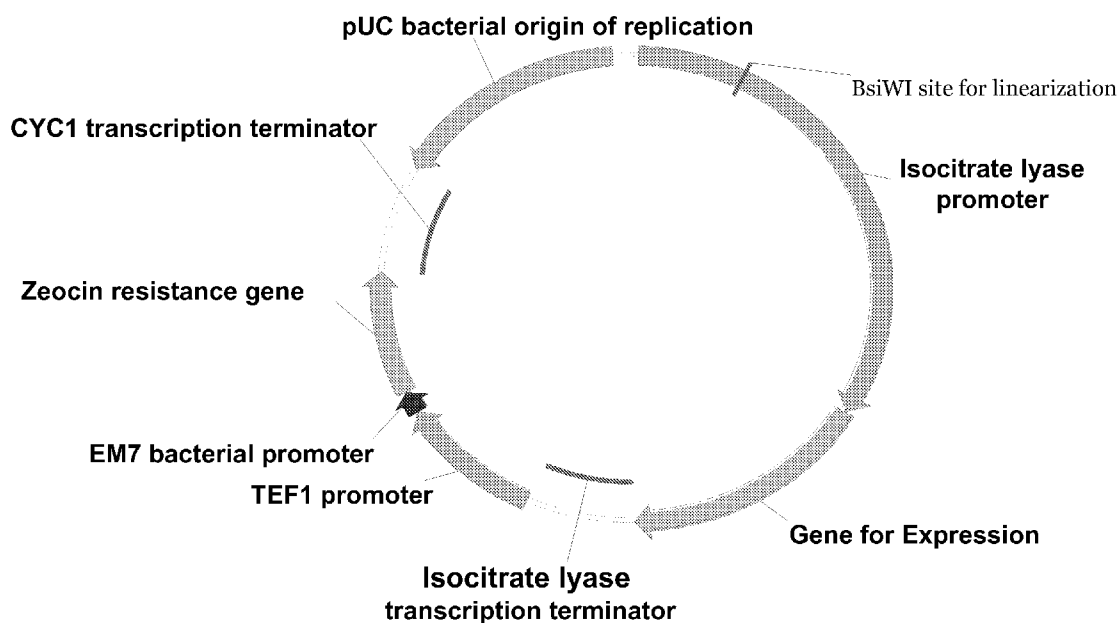 pUC bacterial origin of replication
BsiWI site for linearization
CYC1 transcription terminator
Isocitrate lyase
promoter
Zeocin resistance gene
EM7 bacterial promoter
TEF1 promoter
Gene for Expression
Isocitrate lyase
transcription terminator